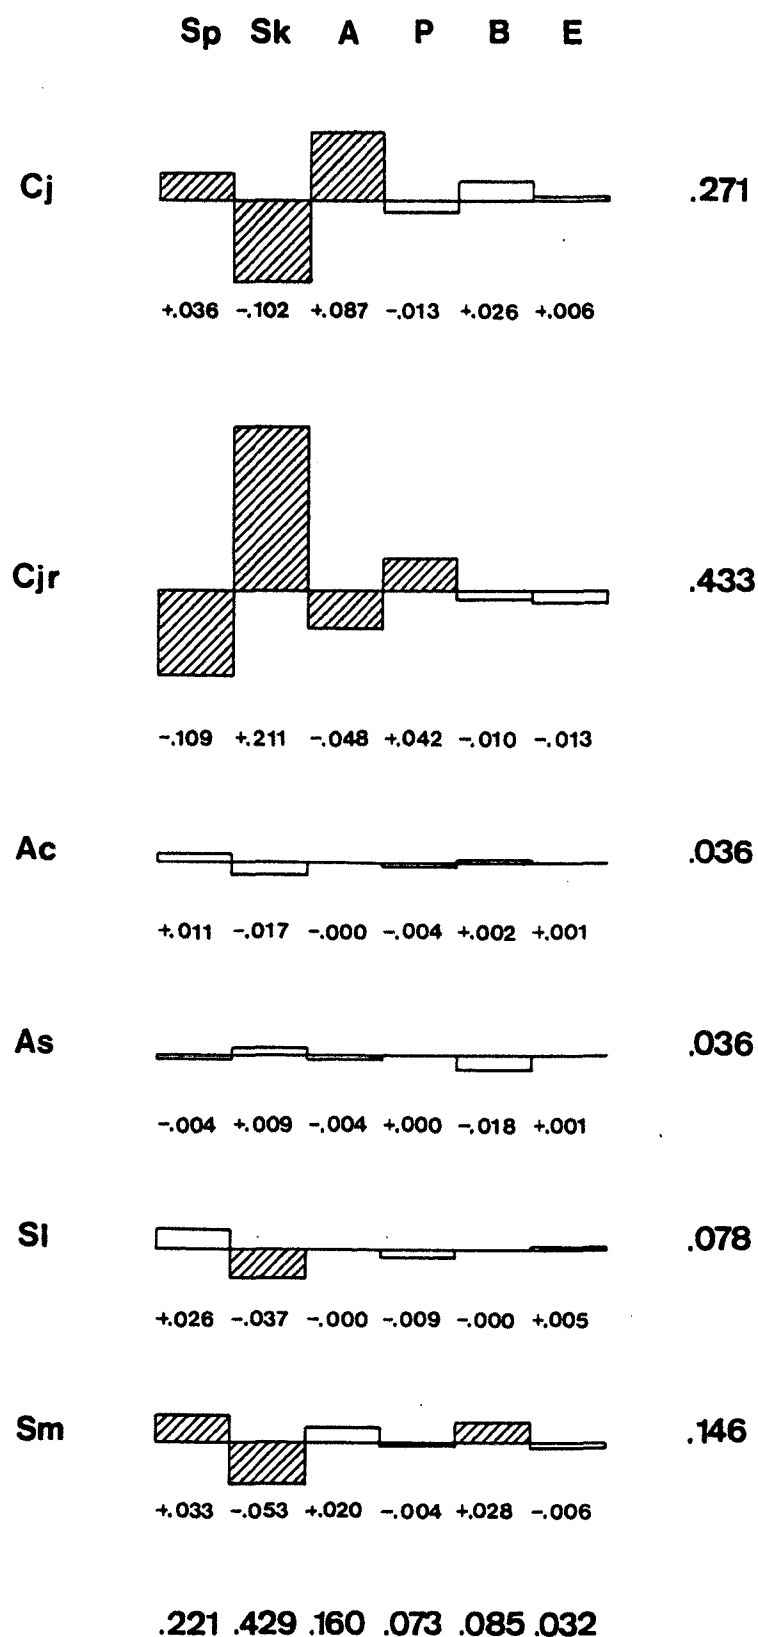 Sp Sk A P B E
Cj .271
+.036 -.102 +.087 -.013 +.026 +.006
Cjr .433
-.109 +.211 -.048 +.042 -.010 -.013
Ac .036
+.011 -.017 -.000 -.004 +.002 +.001
As .036
-.004 +.009 -.004 +.000 -.018 +.001
Sl .078
+.026 -.037 -.000 -.009 -.000 +.005
Sm .146
+.033 -.053 +.020 -.004 +.028 -.006
.221 .429 .160 .073 .085 .032